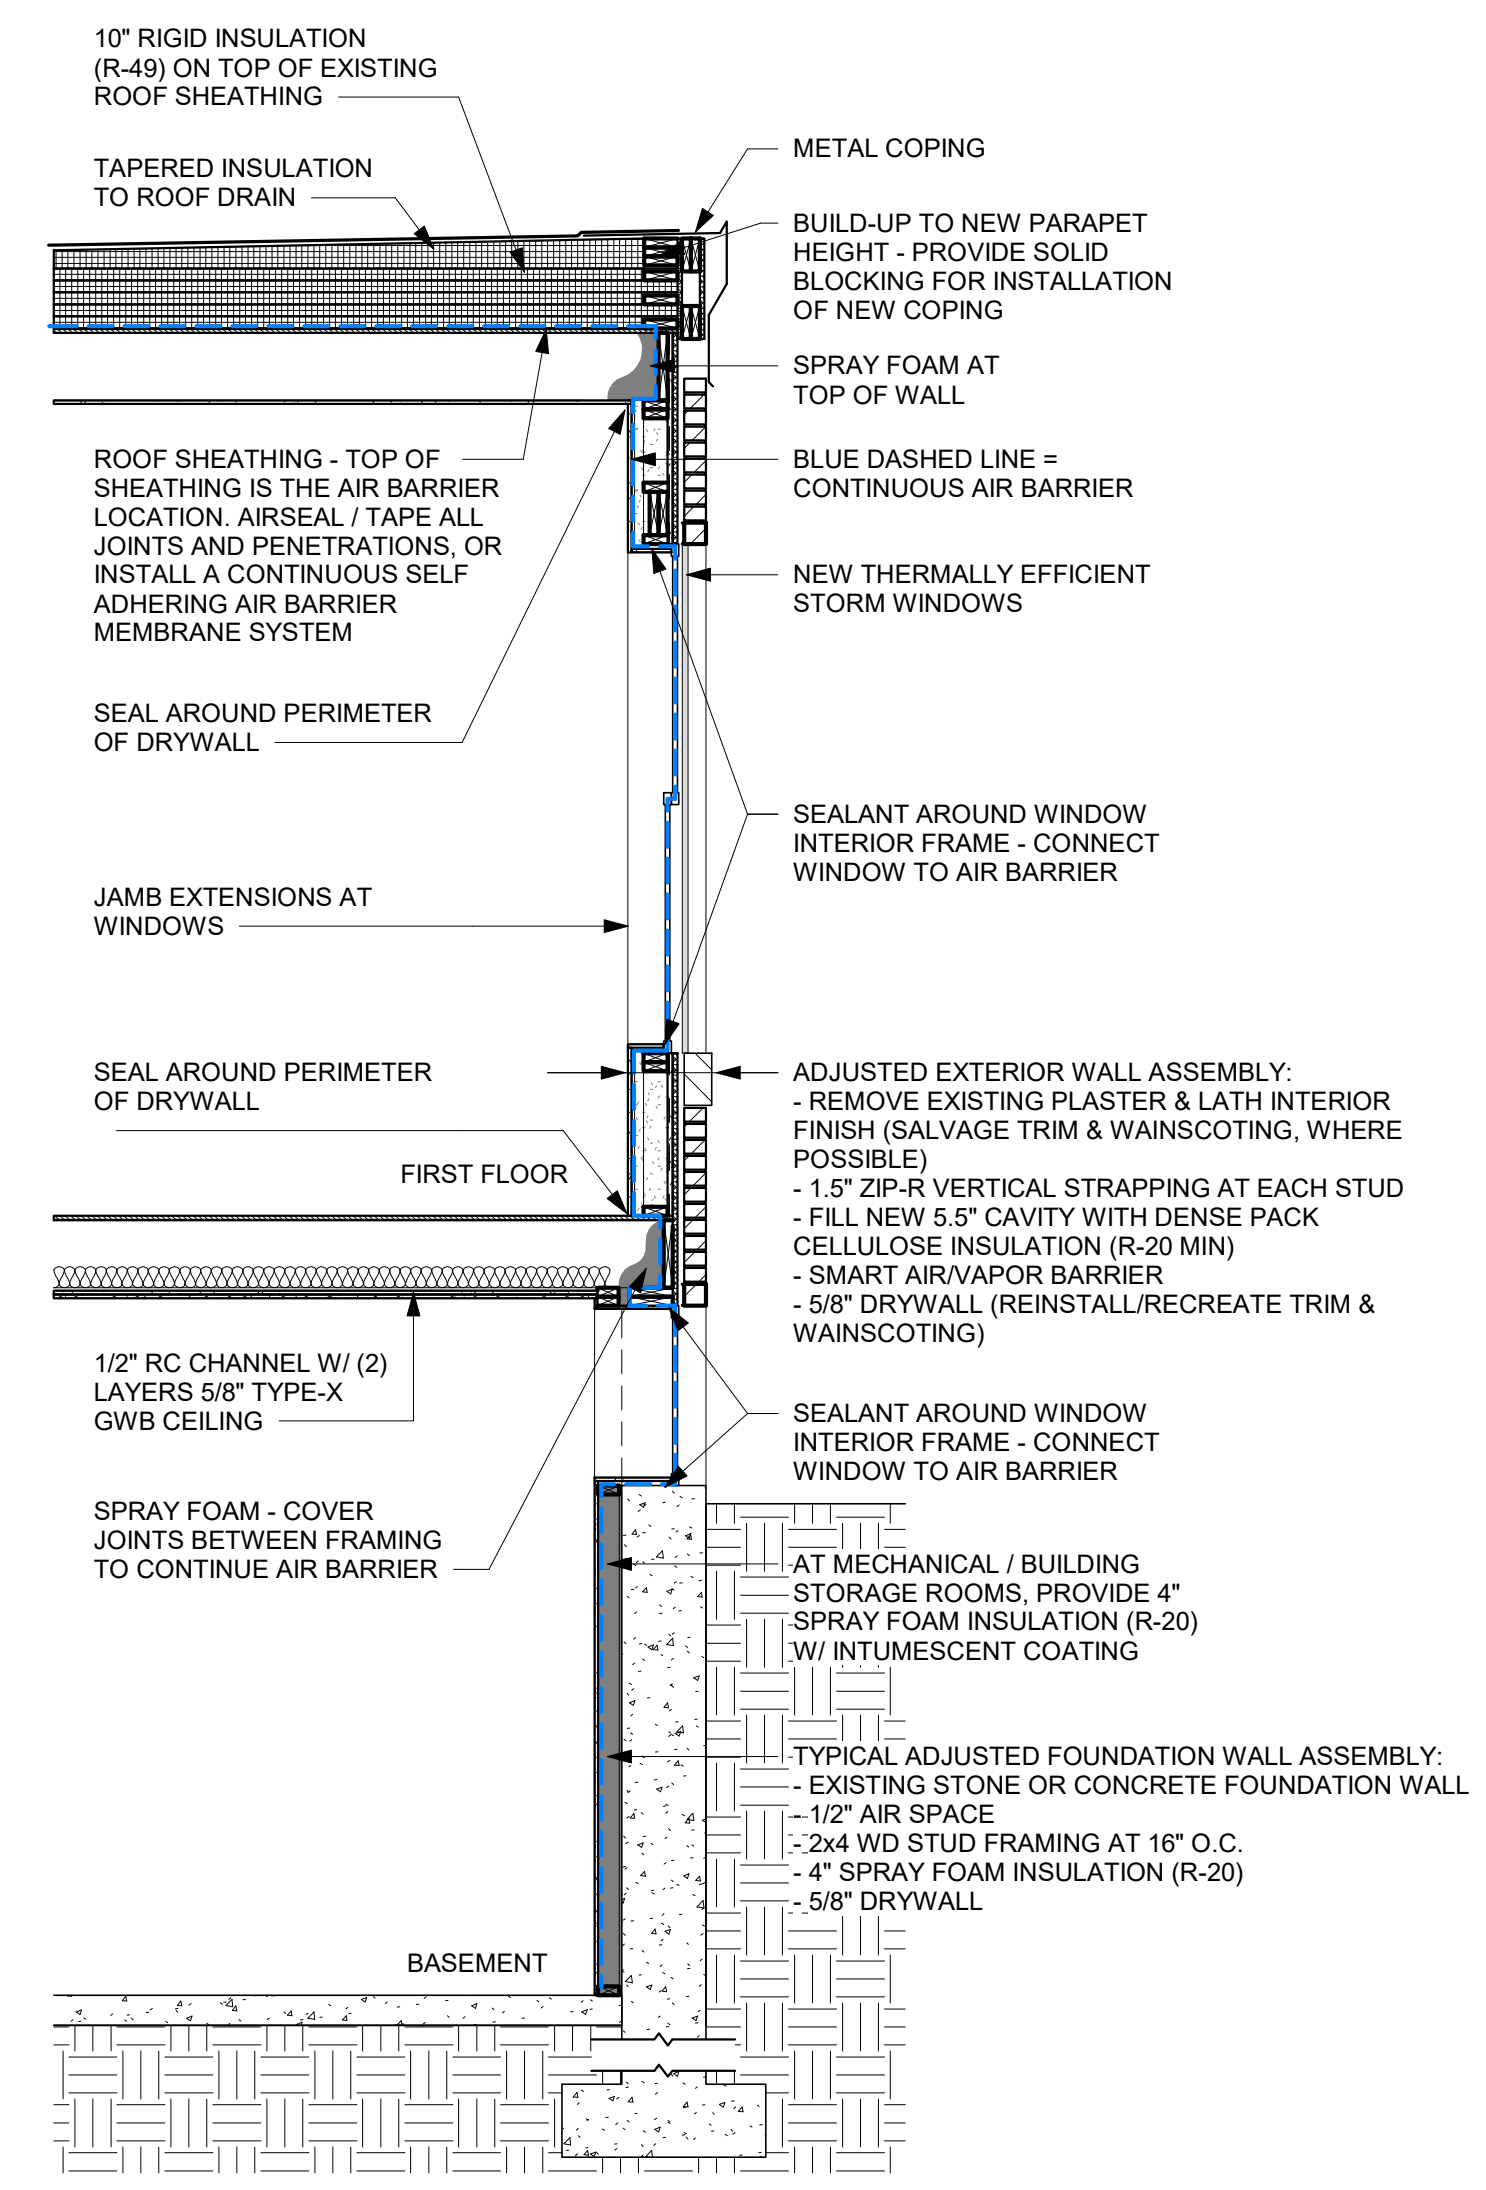 10" RIGID INSULATION
(R-49) ON TOP OF EXISTING
ROOF SHEATHING
TAPERED INSULATION
TO ROOF DRAIN
METAL COPING
BUILD-UP TO NEW PARAPET
HEIGHT - PROVIDE SOLID
BLOCKING FOR INSTALLATION
OF NEW COPING
SPRAY FOAM AT
TOP OF WALL
ROOF SHEATHING - TOP OF
SHEATHING IS THE AIR BARRIER
LOCATION. AIRSEAL / TAPE ALL
JOINTS AND PENETRATIONS, OR
INSTALL A CONTINUOUS SELF
ADHERING AIR BARRIER
MEMBRANE SYSTEM
BLUE DASHED LINE =
CONTINUOUS AIR BARRIER
NEW THERMALLY EFFICIENT
STORM WINDOWS
SEAL AROUND PERIMETER
OF DRYWALL
SEALANT AROUND WINDOW
INTERIOR FRAME - CONNECT
WINDOW TO AIR BARRIER
JAMB EXTENSIONS AT
WINDOWS
SEAL AROUND PERIMETER
OF DRYWALL
FIRST FLOOR
ADJUSTED EXTERIOR WALL ASSEMBLY:
- REMOVE EXISTING PLASTER & LATH INTERIOR
FINISH (SALVAGE TRIM & WAINSCOTING, WHERE
POSSIBLE)
- 1.5" ZIP-R VERTICAL STRAPPING AT EACH STUD
- FILL NEW 5.5" CAVITY WITH DENSE PACK
CELLULOSE INSULATION (R-20 MIN)
- SMART AIR/VAPOR BARRIER
- 5/8" DRYWALL (REINSTALL/RECREATE TRIM &
WAINSCOTING)
1/2" RC CHANNEL W/ (2)
LAYERS 5/8" TYPE-X
GWB CEILING
SEALANT AROUND WINDOW
INTERIOR FRAME - CONNECT
WINDOW TO AIR BARRIER
SPRAY FOAM - COVER
JOINTS BETWEEN FRAMING
TO CONTINUE AIR BARRIER
AT MECHANICAL / BUILDING
STORAGE ROOMS, PROVIDE 4"
SPRAY FOAM INSULATION (R-20)
W/ INTUMESCENT COATING
TYPICAL ADJUSTED FOUNDATION WALL ASSEMBLY:
- EXISTING STONE OR CONCRETE FOUNDATION WALL
- 1/2" AIR SPACE
- 2x4 WD STUD FRAMING AT 16" O.C.
- 4" SPRAY FOAM INSULATION (R-20)
- 5/8" DRYWALL
BASEMENT